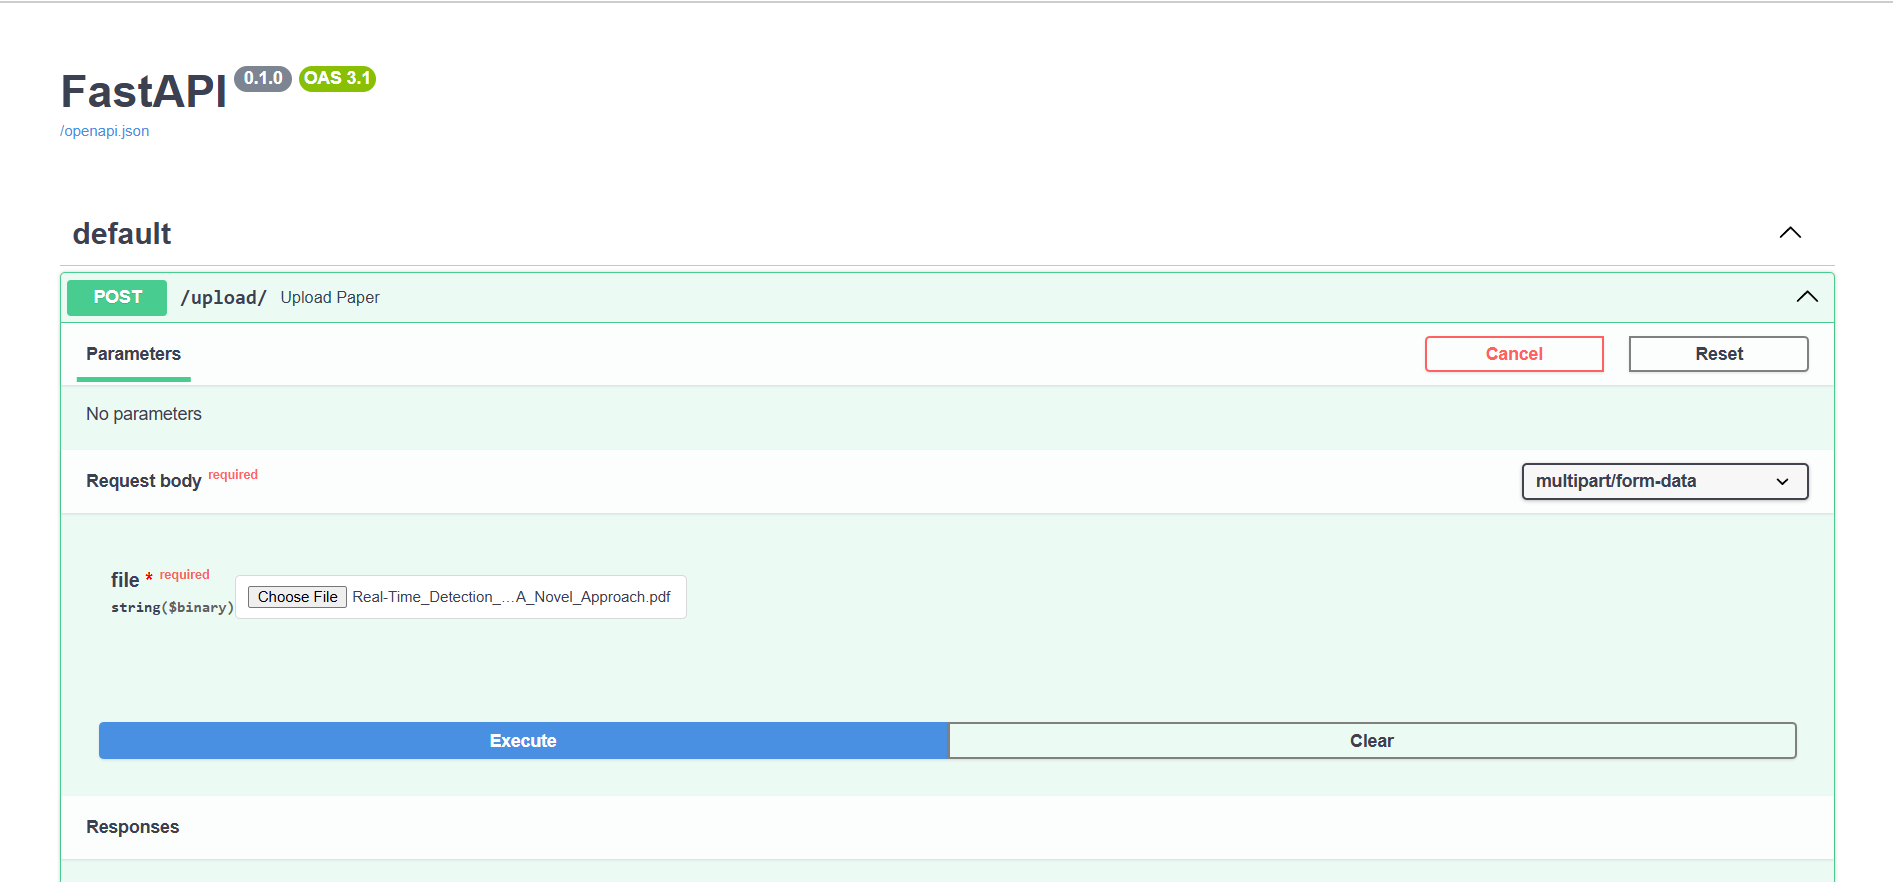 FastAPI 0.1.0 OAS 3.1
/openapi.json
default
POST /upload/ Upload Paper
Parameters Cancel Reset
No parameters
Request body required multipart/form-data
file * required
string($binary) Choose File Real-Time_Detection_...A_Novel_Approach.pdf
Execute Clear
Responses